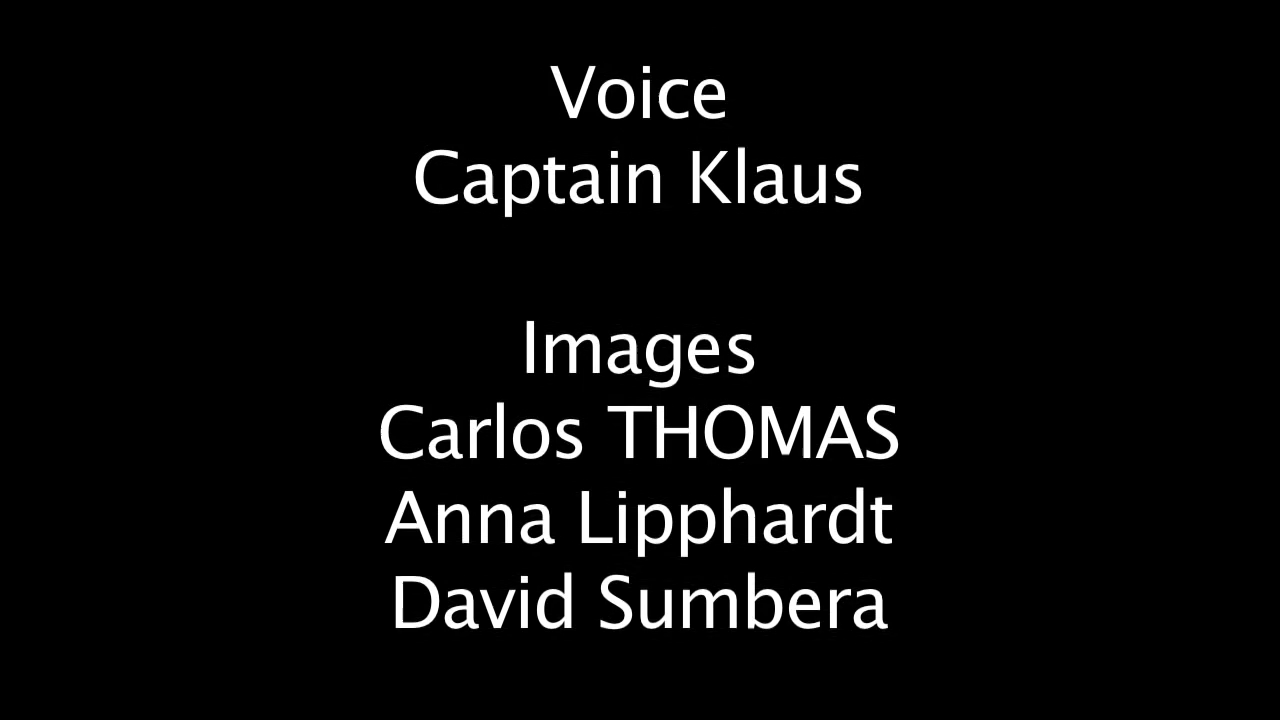 Voice
Captain Klaus
Images
Carlos THOMAS
Anna Lipphardt
David Sumbera